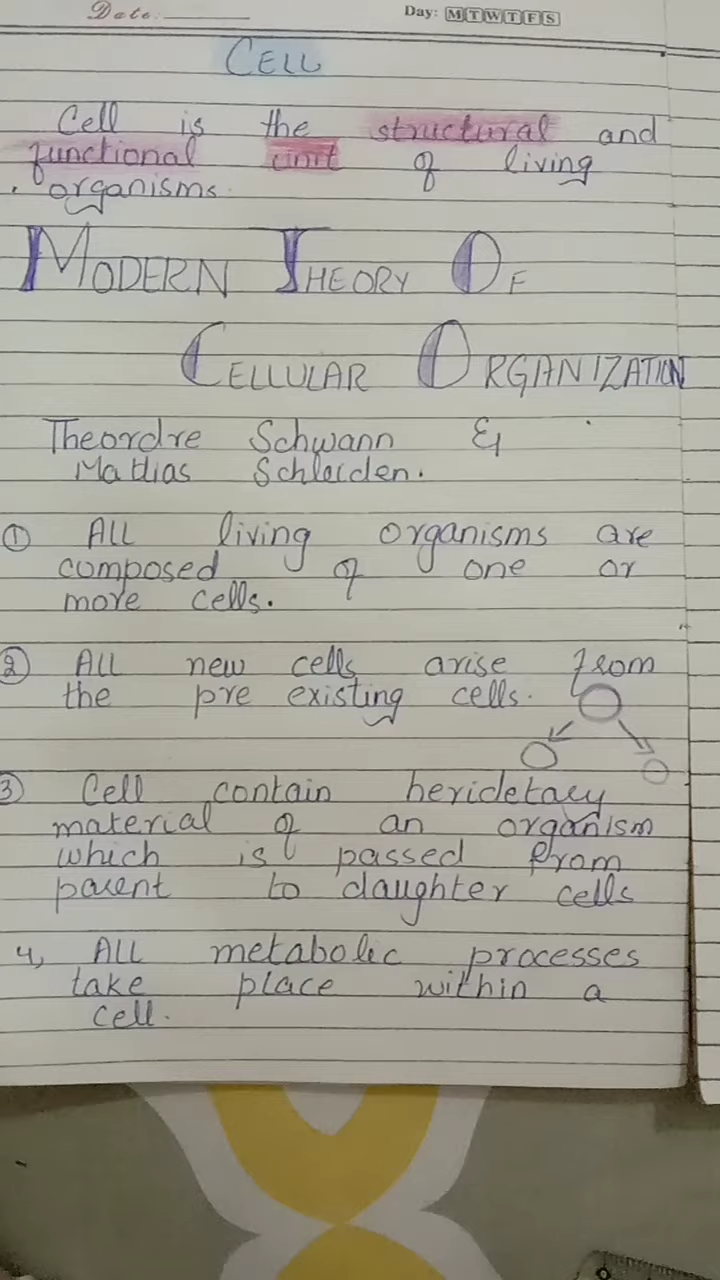 Date:
Day: M T W T F S
CELL
Cell is the structural and
functional unit of living
organisms.
MODERN THEORY OF
CELLULAR ORGANIZATION
Theordre Schwann &
Mattias Schleiden.
① All living organisms are
composed of one or
more cells.
② All new cells arise from
the pre existing cells.
③ Cell contain heridetary
material of an organism
which is passed from
parent to daughter cells
4, All metabolic processes
take place within a
cell.